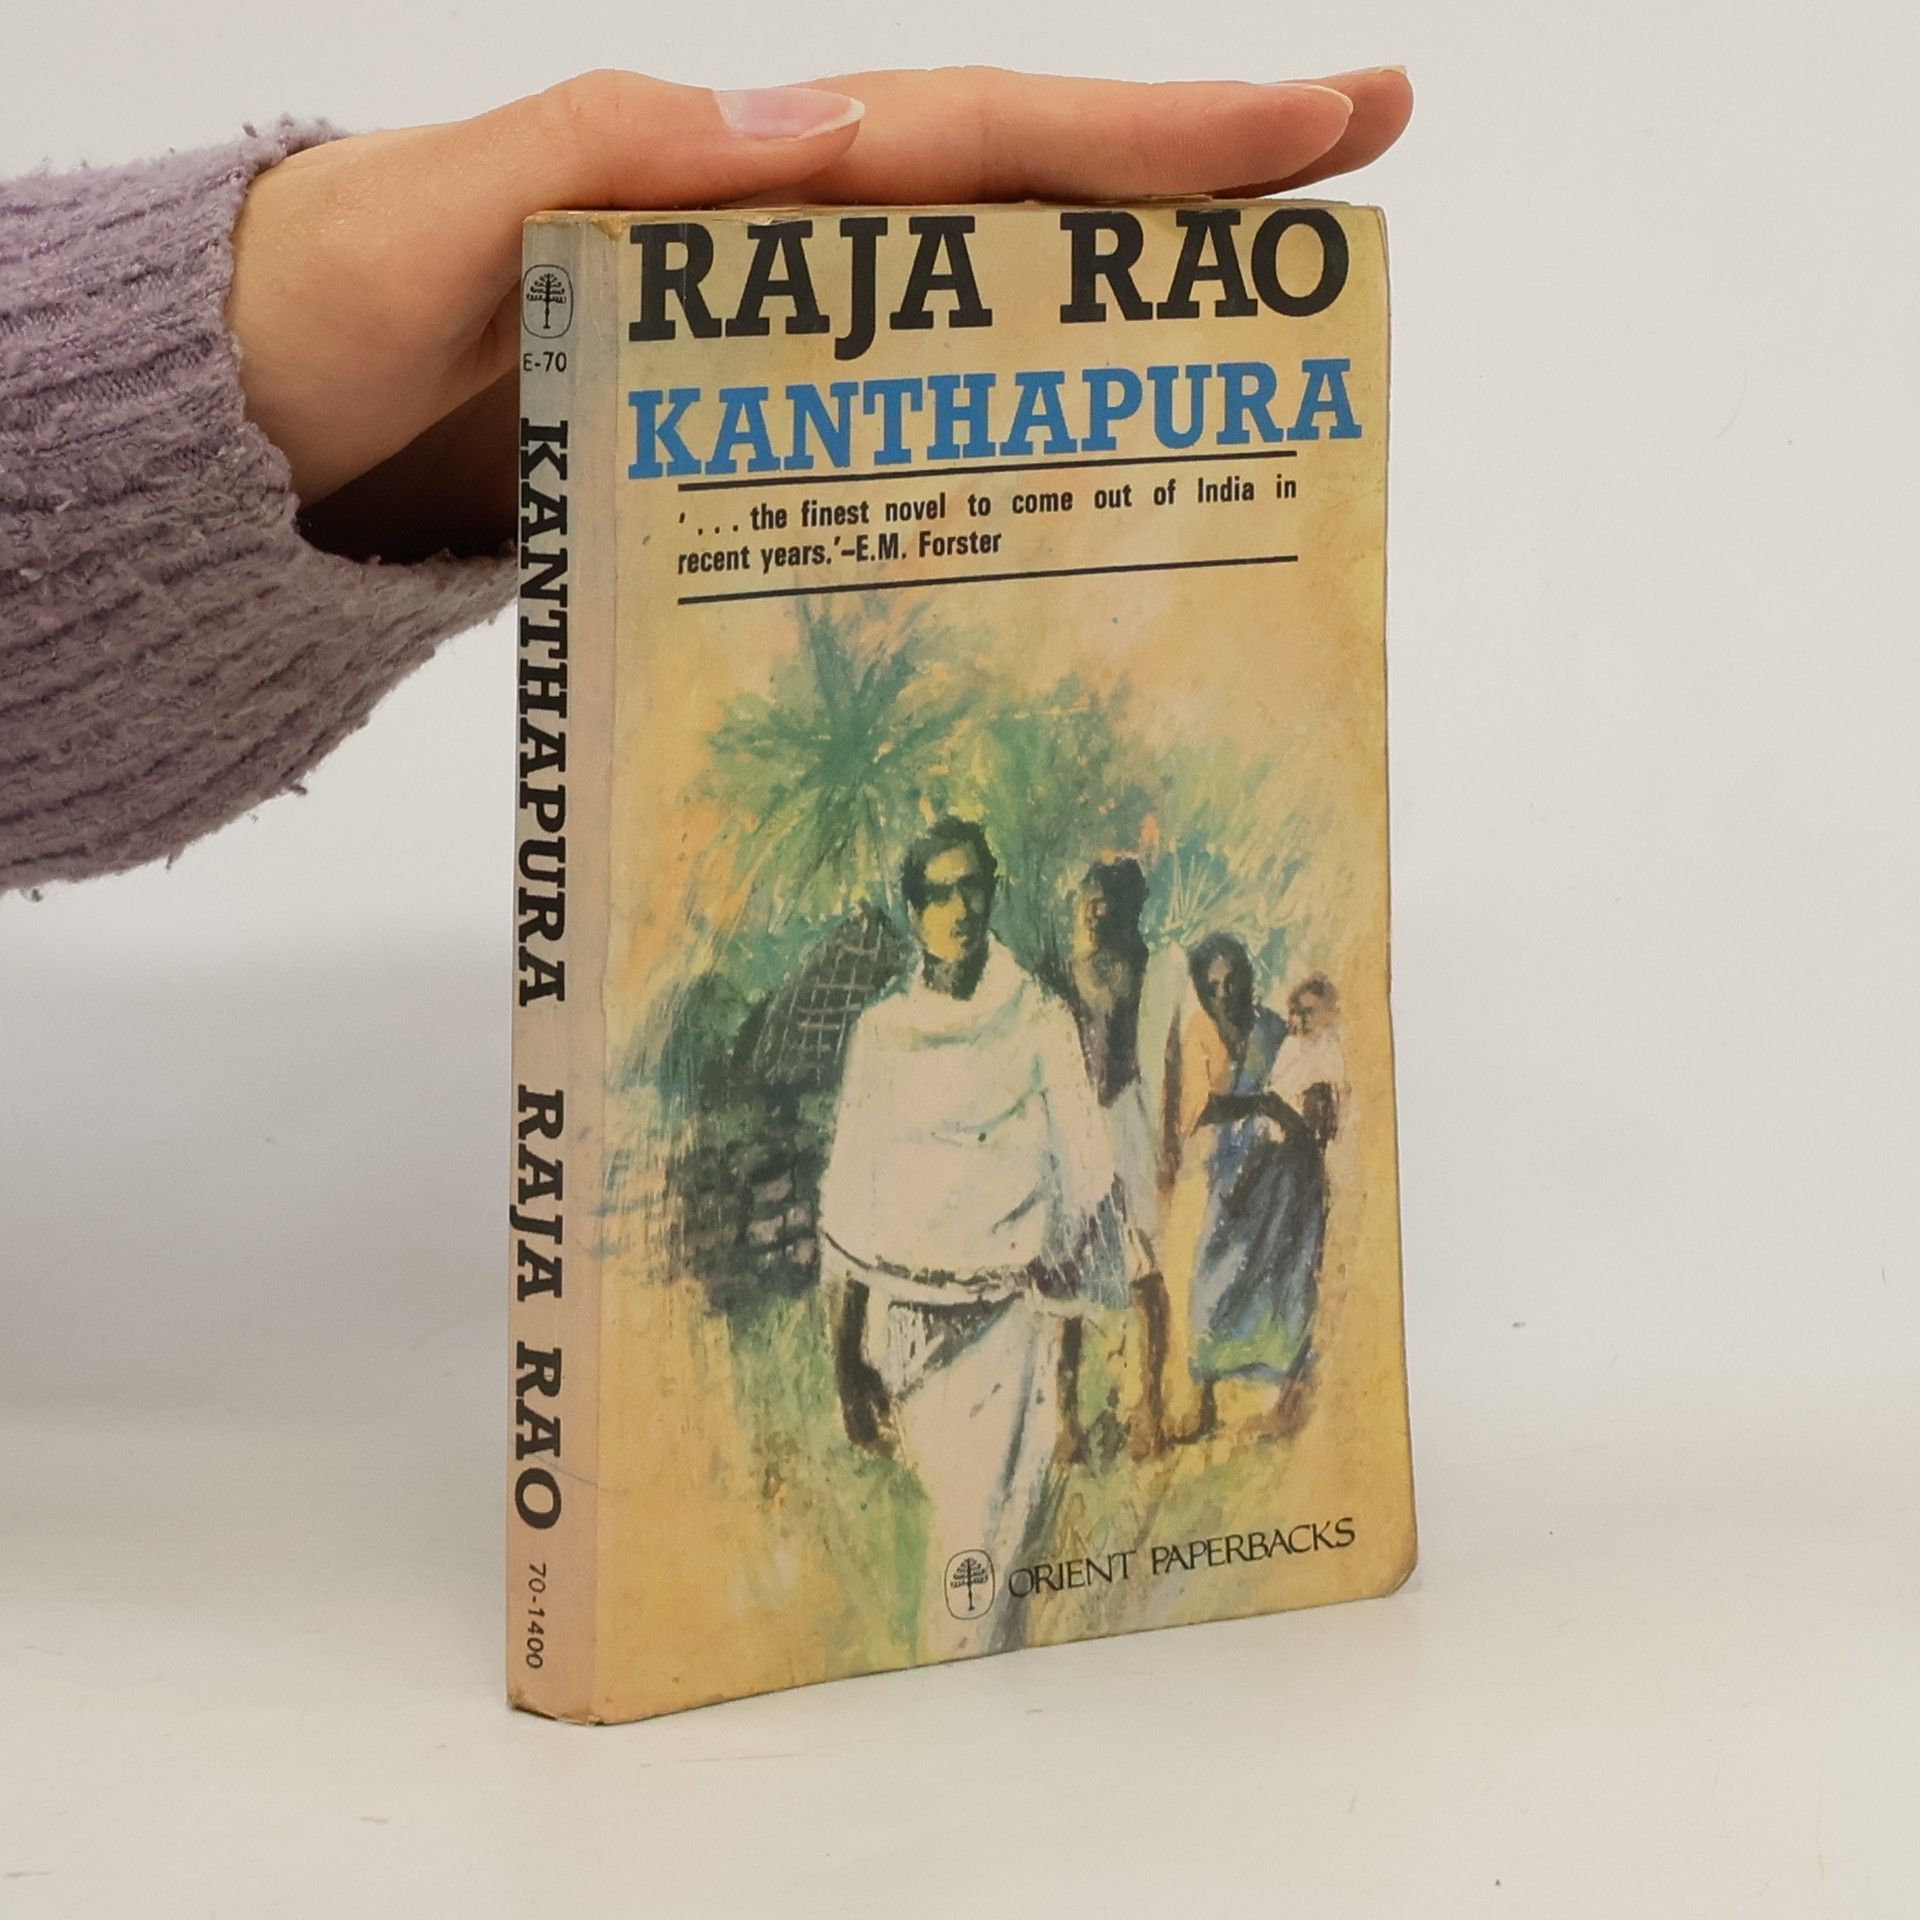 RAJA RAO
KANTHAPURA
'... the finest novel to come out of India in
recent years.'–E.M. Forster
ORIENT PAPERBACKS
E-70
KANTHAPURA RAJA RAO
70-1400